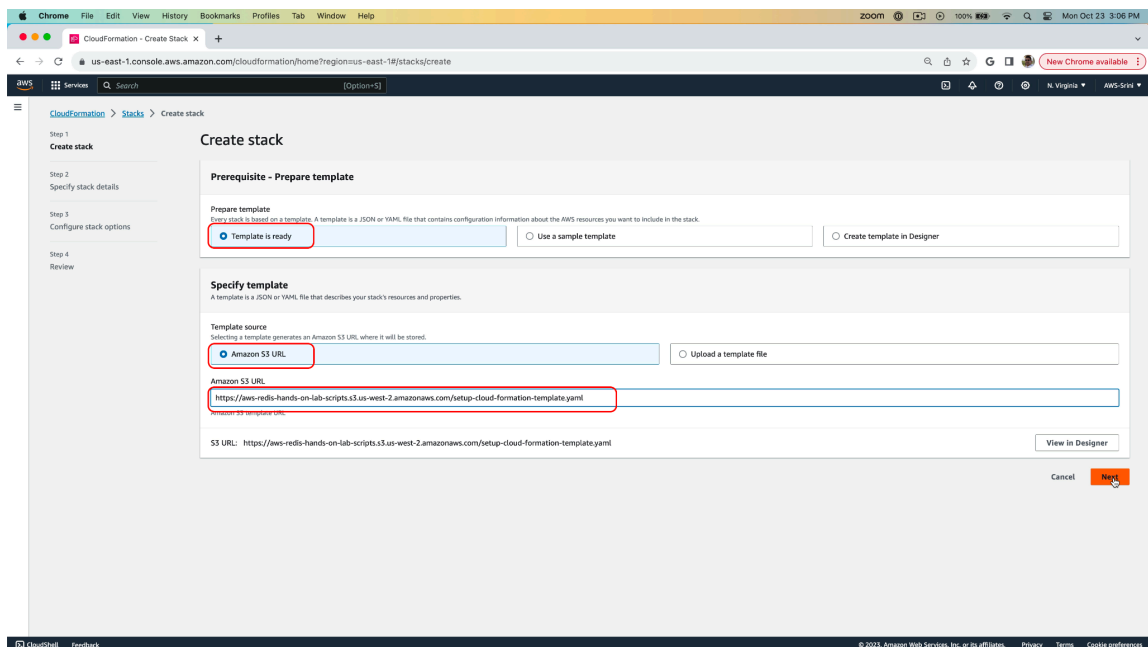 Chrome File Edit View History Bookmarks Profiles Tab Window Help
zoom 100% Mon Oct 23 3:06 PM
CloudFormation - Create Stack
us-east-1.console.aws.amazon.com/cloudformation/home?region=us-east-1#/stacks/create
New Chrome available
aws Services Search [Option+S] N. Virginia AWS-Srini
CloudFormation > Stacks > Create stack
Step 1
Create stack
Step 2
Specify stack details
Step 3
Configure stack options
Step 4
Review
Create stack
Prerequisite - Prepare template
Prepare template
Every stack is based on a template. A template is a JSON or YAML file that contains configuration information about the AWS resources you want to include in the stack.
Template is ready
Use a sample template
Create template in Designer
Specify template
A template is a JSON or YAML file that describes your stack's resources and properties.
Template source
Selecting a template generates an Amazon S3 URL where it will be stored.
Amazon S3 URL
Upload a template file
Amazon S3 URL
https://aws-redis-hands-on-lab-scripts.s3.us-west-2.amazonaws.com/setup-cloud-formation-template.yaml
Amazon S3 template URL
S3 URL: https://aws-redis-hands-on-lab-scripts.s3.us-west-2.amazonaws.com/setup-cloud-formation-template.yaml
View in Designer
Cancel Next
CloudShell Feedback © 2023, Amazon Web Services, Inc. or its affiliates. Privacy Terms Cookie preferences